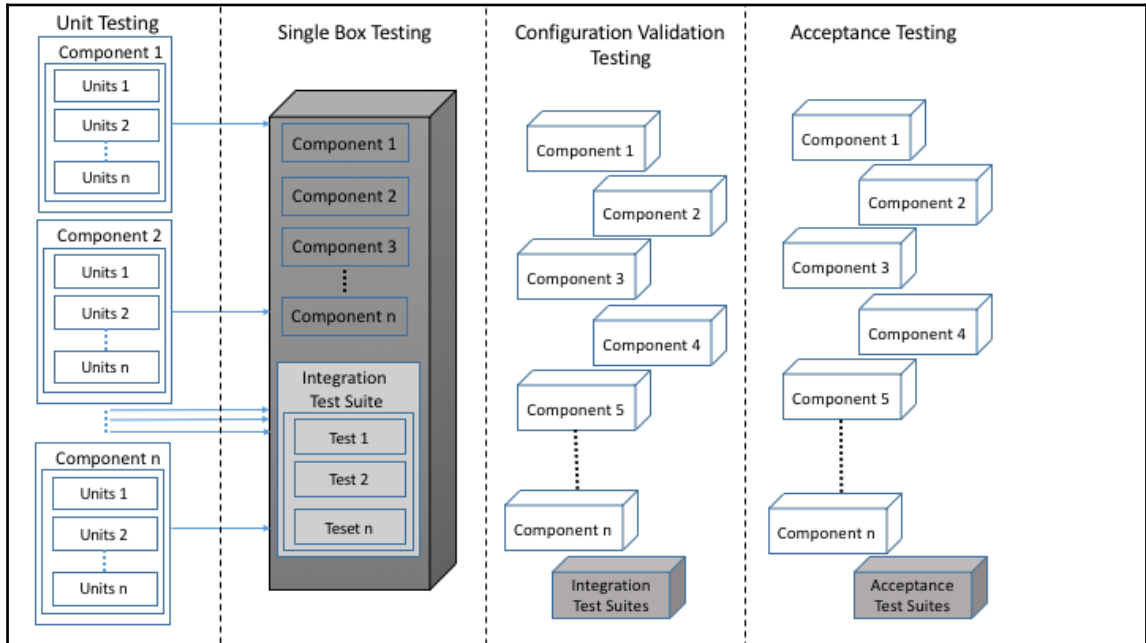 Unit Testing
Component 1
Units 1
Units 2
Units n
Component 2
Units 1
Units 2
Units n
Component n
Units 1
Units 2
Units n
Single Box Testing
Component 1
Component 2
Component 3
Component n
Integration
Test Suite
Test 1
Test 2
Teset n
Configuration Validation
Testing
Component 1
Component 2
Component 3
Component 4
Component 5
Component n
Integration
Test Suites
Acceptance Testing
Component 1
Component 2
Component 3
Component 4
Component 5
Component n
Acceptance
Test Suites